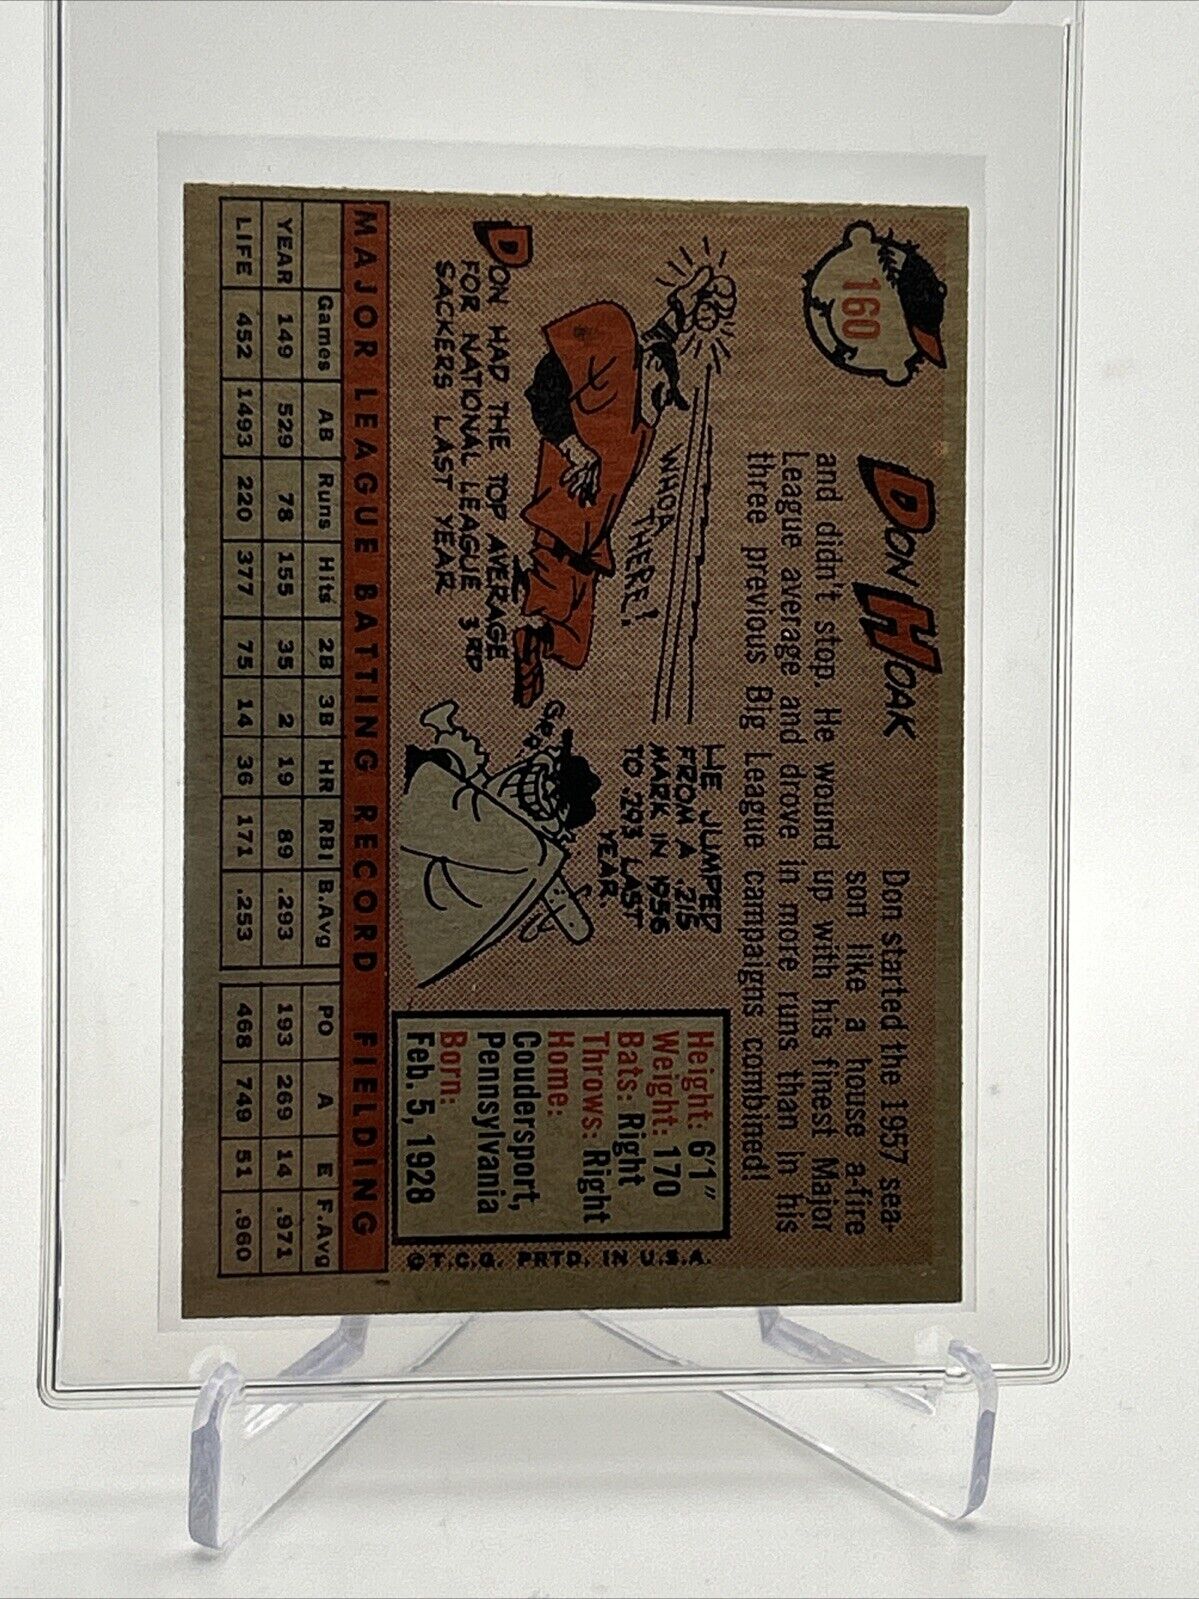 160
DON HOAK
Don started the 1957 sea-
son like a house a-fire
and didn't stop. He wound up with his finest Major
League average and drove in more runs than in his
three previous Big League campaigns combined!
WHOA THERE!
DON HAD THE TOP AVERAGE
FOR NATIONAL LEAGUE 3RD
SACKERS LAST YEAR
HE JUMPED
FROM A .215
MARK IN 1956
TO .293 LAST
YEAR
Height: 6'1"
Weight: 170
Bats: Right
Throws: Right
Home:
Coudersport,
Pennsylvania
Born:
Feb. 5, 1928
© T.C.G. PRTD. IN U.S.A.
MAJOR LEAGUE BATTING RECORD FIELDING
Games AB Runs Hits 2B 3B HR RBI B.Avg PO A E F.Avg
YEAR 149 529 78 155 35 2 19 89 .293 193 269 14 .971
LIFE 452 1493 220 377 75 14 36 171 .253 468 749 51 .960